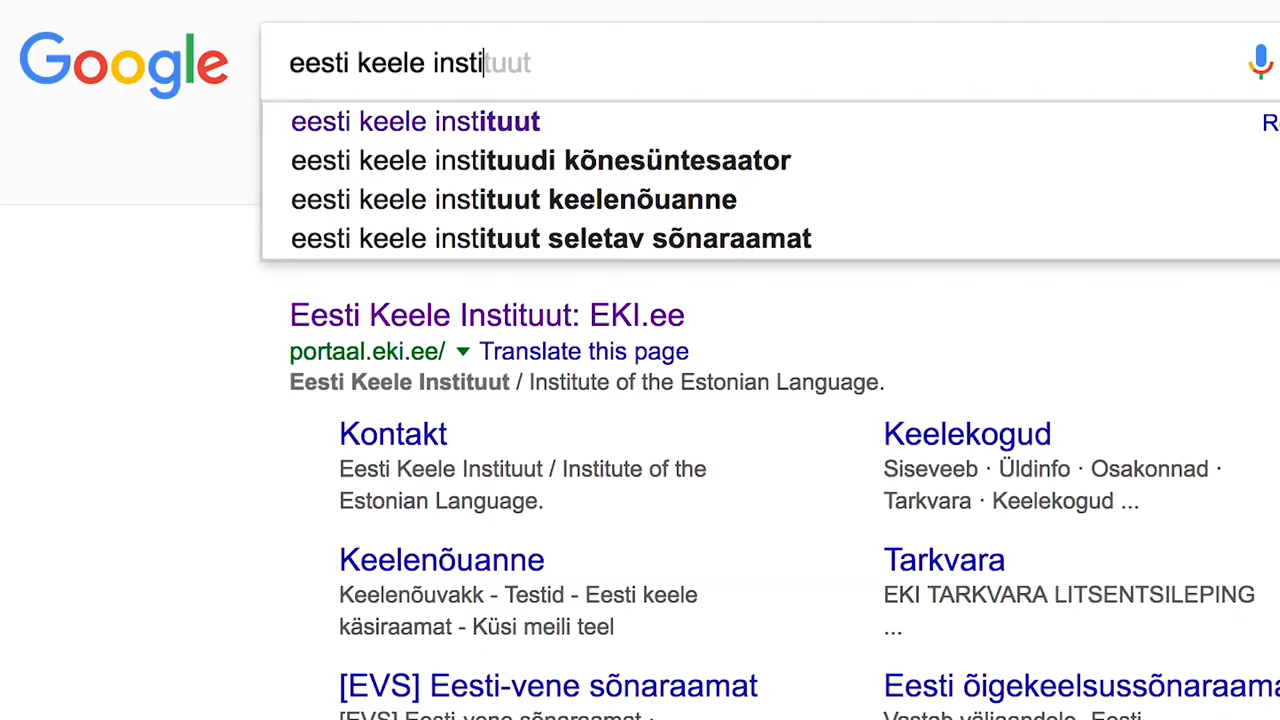 Google
eesti keele instituut
eesti keele instituut
eesti keele instituudi kõnesüntesaator
eesti keele instituut keelenõuanne
eesti keele instituut seletav sõnaraamat
Eesti Keele Instituut: EKI.ee
portaal.eki.ee/ ▼ Translate this page
Eesti Keele Instituut / Institute of the Estonian Language.
Kontakt
Eesti Keele Instituut / Institute of the
Estonian Language.
Keelekogud
Siseveeb · Üldinfo · Osakonnad ·
Tarkvara · Keelekogud ...
Keelenõuanne
Keelenõuvakk - Testid - Eesti keele
käsiraamat - Küsi meili teel
Tarkvara
EKI TARKVARA LITSENTSILEPING
...
[EVS] Eesti-vene sõnaraamat
[EVS] Eesti-vene sõnaraamat ·
Eesti õigekeelsussõnaraama
Vastab väljaandele Eesti